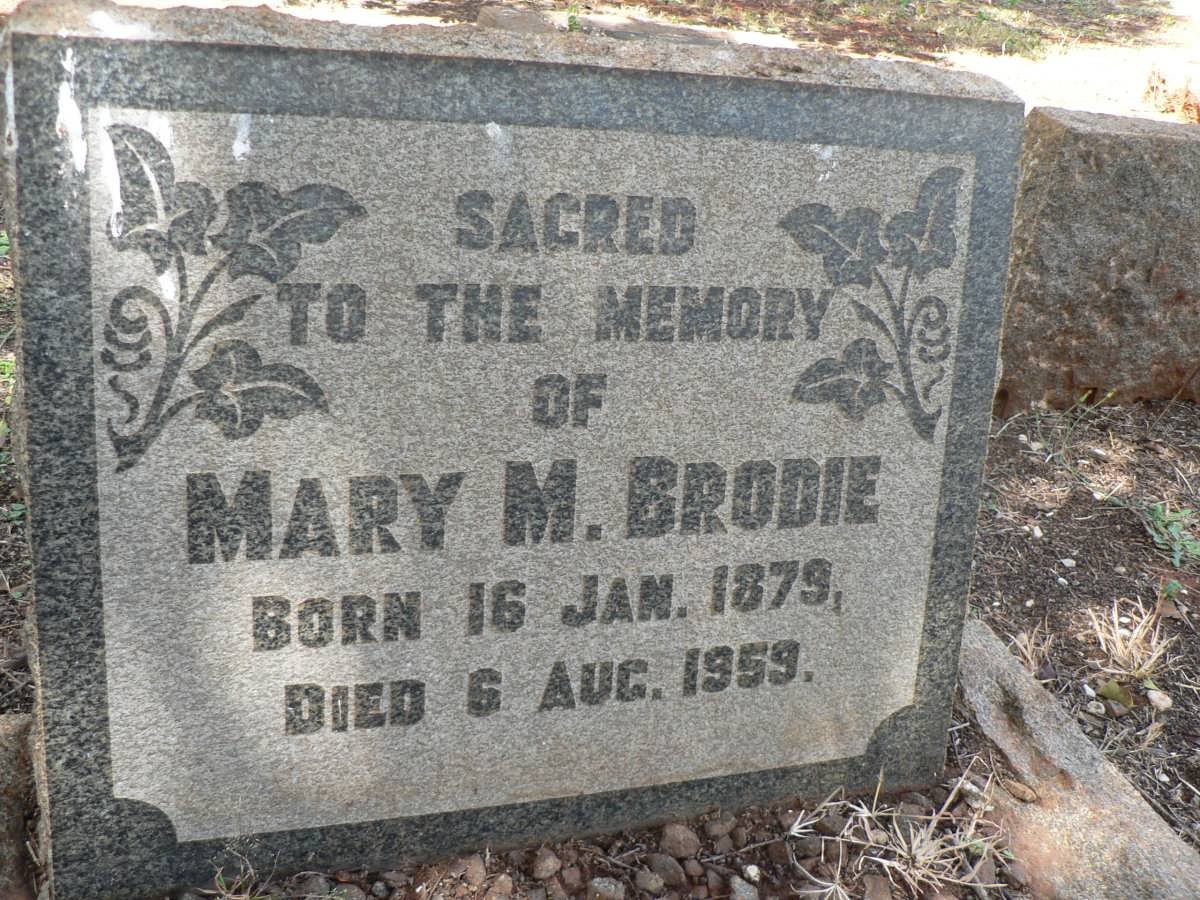 SACRED
TO THE MEMORY
OF
MARY M. BRODIE
BORN 16 JAN. 1879,
DIED 6 AUG. 1959.